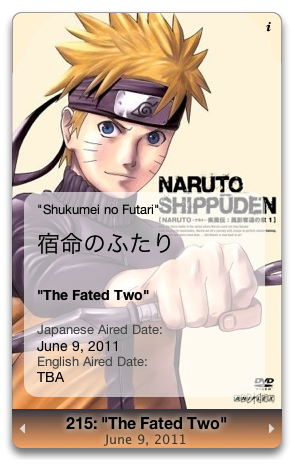 i
NARUTO
SHIPPUDEN
"Shukumei no Futari"
宿命のふたり
"The Fated Two"
Japanese Aired Date:
June 9, 2011
English Aired Date:
TBA
DVD
215: "The Fated Two"
June 9, 2011